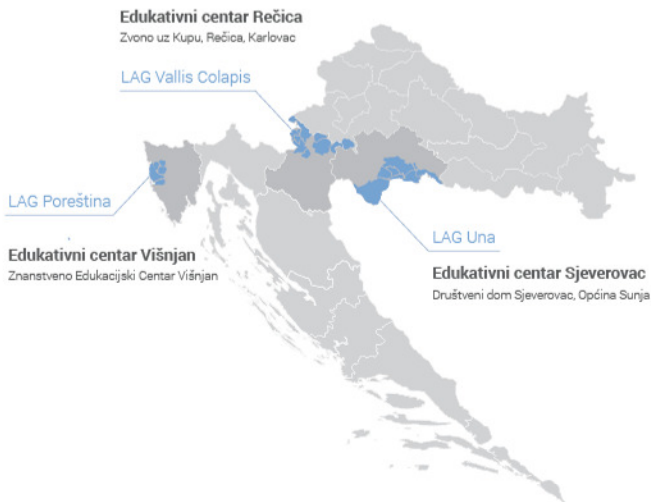 Edukativni centar Rečica
Zvono uz Kupu, Rečica, Karlovac
LAG Vallis Colapis
LAG Poreština
Edukativni centar Višnjan
Znanstveno Edukacijski Centar Višnjan
LAG Una
Edukativni centar Sjeverovac
Društveni dom Sjeverovac, Općina Sunja